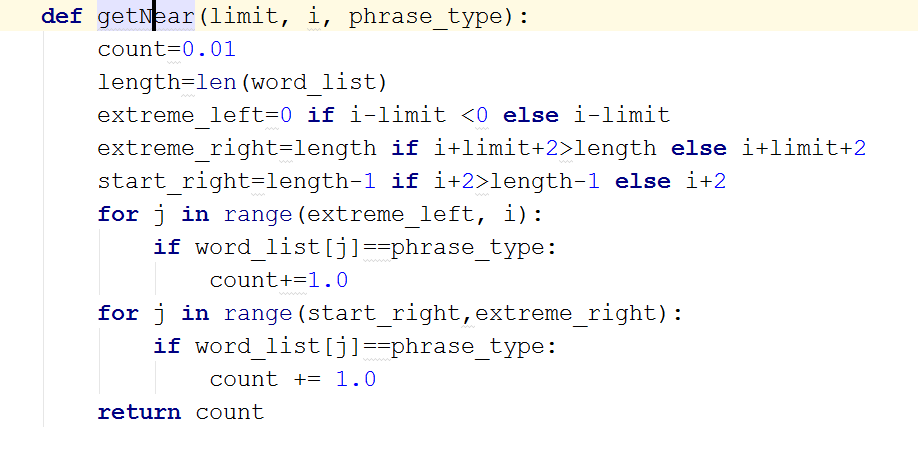 def getNear(limit, i, phrase_type):
    count=0.01
    length=len(word_list)
    extreme_left=0 if i-limit <0 else i-limit
    extreme_right=length if i+limit+2>length else i+limit+2
    start_right=length-1 if i+2>length-1 else i+2
    for j in range(extreme_left, i):
        if word_list[j]==phrase_type:
            count+=1.0
    for j in range(start_right,extreme_right):
        if word_list[j]==phrase_type:
            count += 1.0
    return count